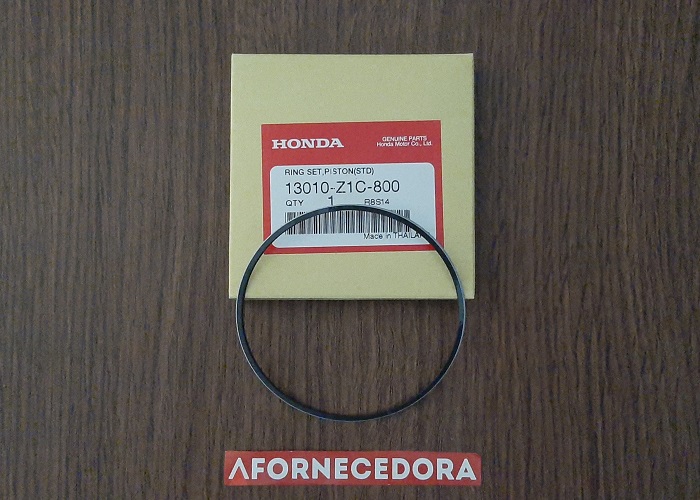 HONDA
GENUINE PARTS
Honda Motor Co., Ltd.
RING SET,PISTON(STD)
13010-Z1C-800
QTY 1 R8S14
Made in THAILAND
AFORNECEDORA